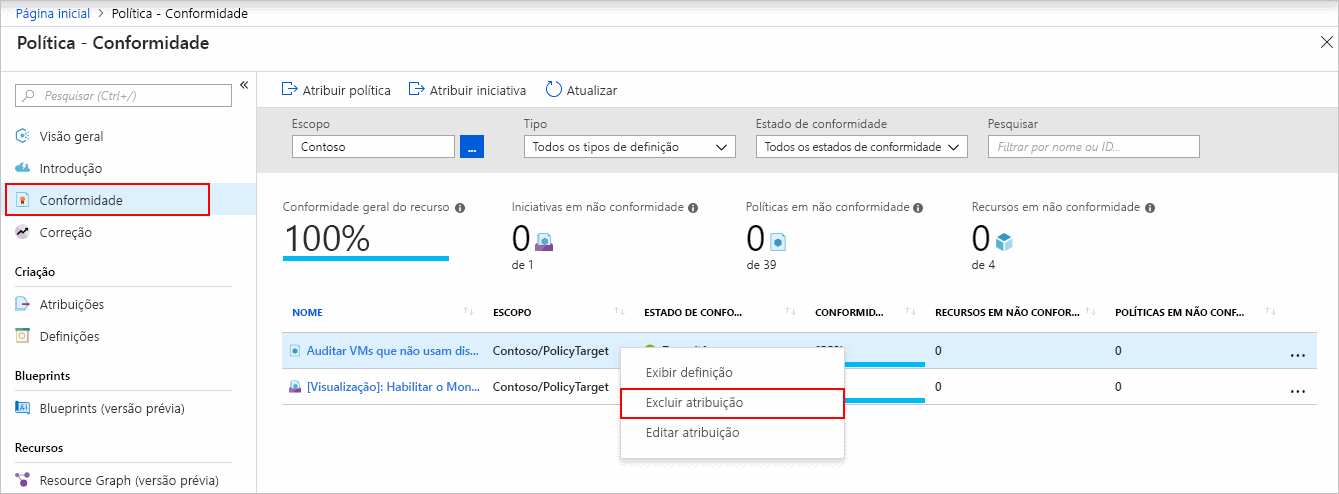 Página inicial > Política - Conformidade
Política - Conformidade
Pesquisar (Ctrl+/)
Visão geral
Introdução
Conformidade
Correção
Criação
Atribuições
Definições
Blueprints
Blueprints (versão prévia)
Recursos
Resource Graph (versão prévia)
Atribuir política Atribuir iniciativa Atualizar
Escopo Tipo Estado de conformidade Pesquisar
Contoso ... Todos os tipos de definição Todos os estados de conformidade Filtrar por nome ou ID...
Conformidade geral do recurso Iniciativas em não conformidade Políticas em não conformidade Recursos em não conformidade
100% 0 0 0
de 1 de 39 de 4
NOME ESCOPO ESTADO DE CONFO... CONFORMID... RECURSOS EM NÃO CONFOR... POLÍTICAS EM NÃO CONF...
Auditar VMs que não usam dis... Contoso/PolicyTarget 0 0 ...
[Visualização]: Habilitar o Mon... Contoso/PolicyTarget 0 0 ...
Exibir definição
Excluir atribuição
Editar atribuição